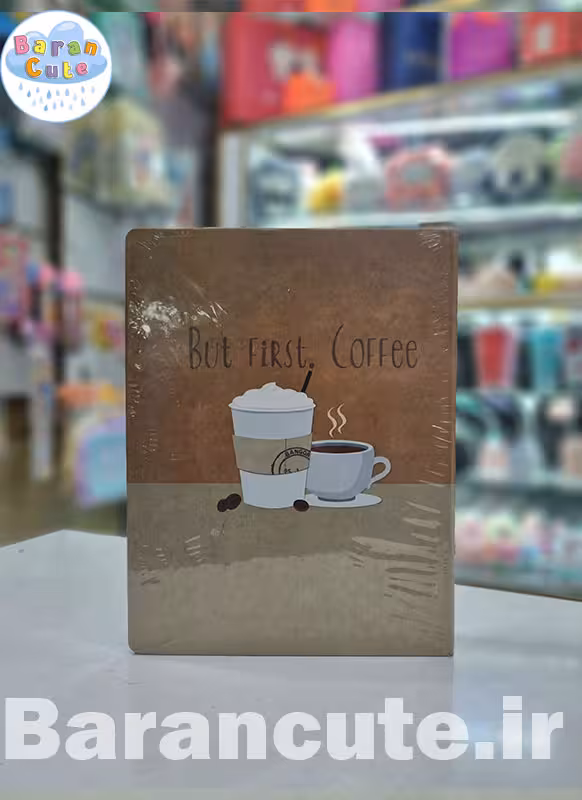 Baran
Cute
But first, Coffee
Barancute.ir